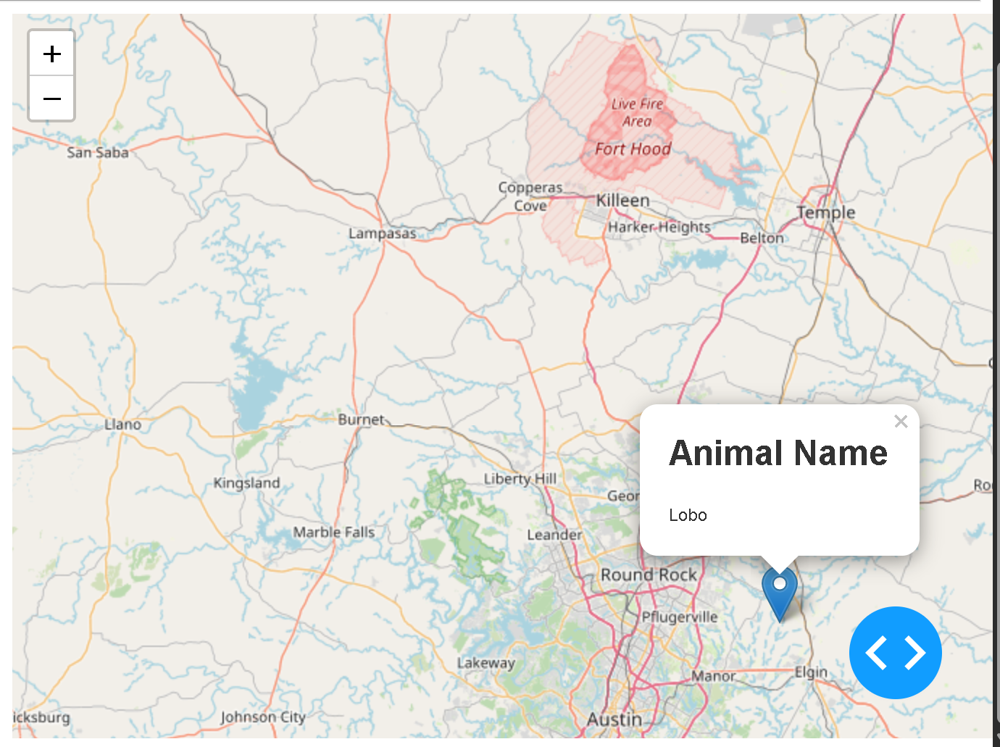 +
−
San Saba
Live Fire
Area
Fort Hood
Copperas
Cove
Killeen
Temple
Harker Heights
Belton
Lampasas
Llano
Burnet
Animal Name
×
Kingsland
Liberty Hill
Geor
Ro
Lobo
Marble Falls
Leander
Round Rock
Pflugerville
< >
Lakeway
Manor
Elgin
icksburg
Johnson City
Austin